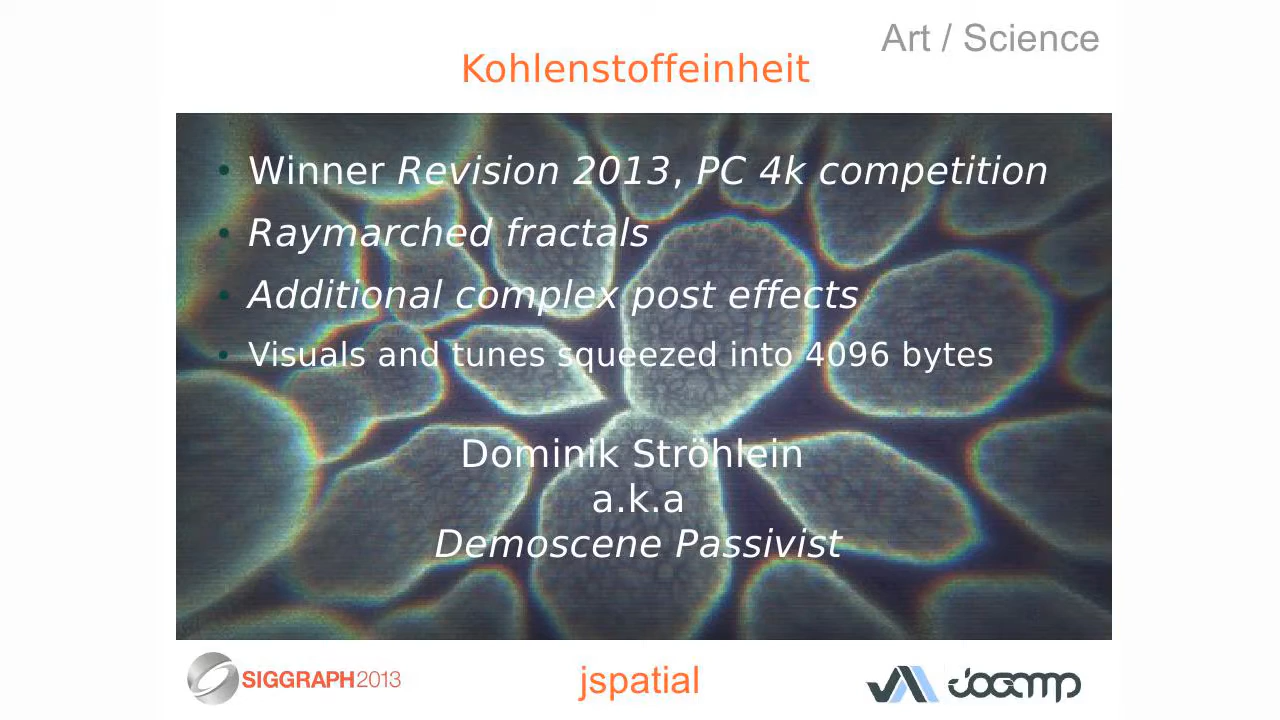 Art / Science
Kohlenstoffeinheit
• Winner Revision 2013, PC 4k competition
• Raymarched fractals
• Additional complex post effects
• Visuals and tunes squeezed into 4096 bytes
Dominik Ströhlein
a.k.a
Demoscene Passivist
SIGGRAPH2013
jspatial
jogamp